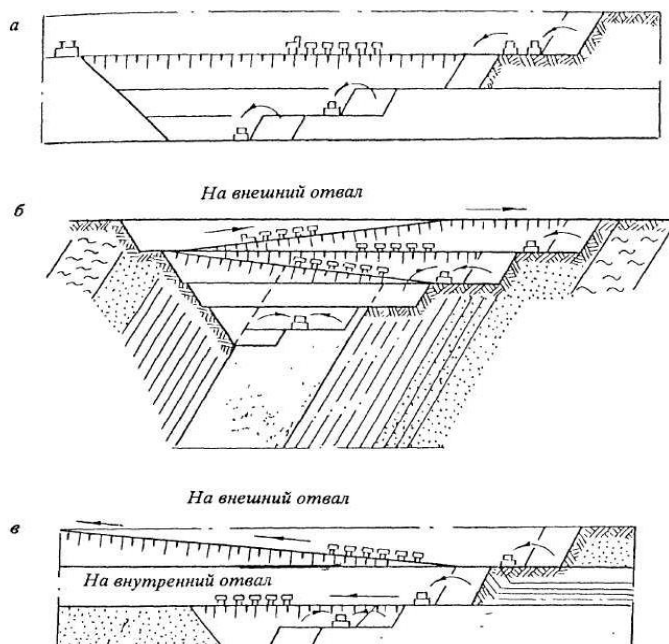 а
На внешний отвал
б
На внешний отвал
в
На внутренний отвал